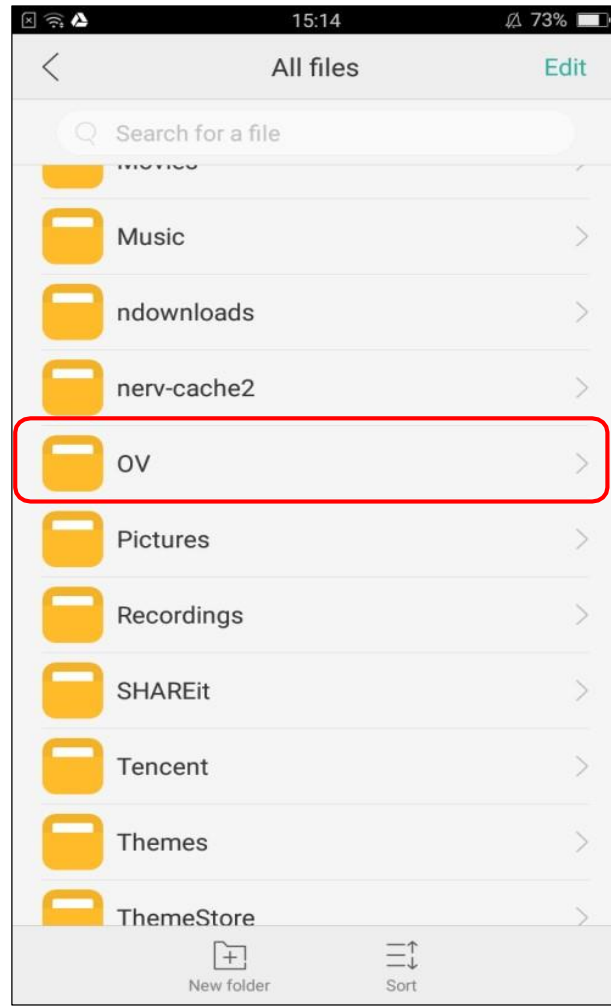 15:14
73%
All files
Edit
Search for a file
Movies
Music
ndownloads
nerv-cache2
OV
Pictures
Recordings
SHAREit
Tencent
Themes
ThemeStore
New folder
Sort